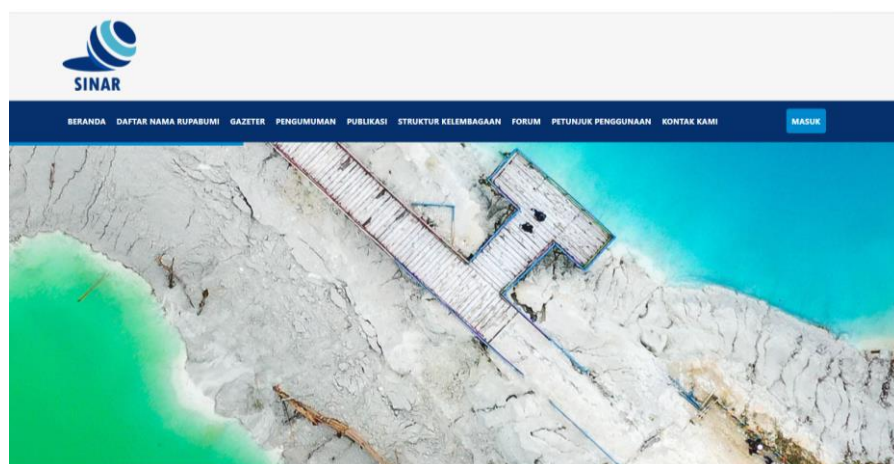 SINAR
BERANDA DAFTAR NAMA RUPABUMI GAZETER PENGUMUMAN PUBLIKASI STRUKTUR KELEMBAGAAN FORUM PETUNJUK PENGGUNAAN KONTAK KAMI MASUK